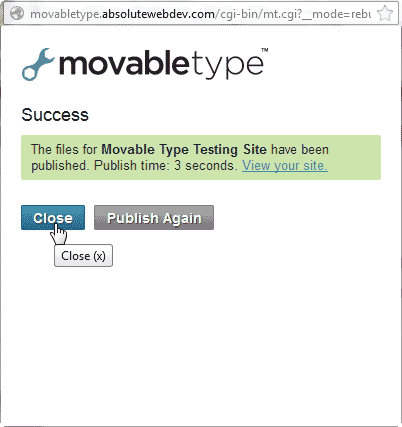 movabletype.absolutewebdev.com/cgi-bin/mt.cgi?__mode=rebu
movabletype™
Success
The files for Movable Type Testing Site have been
published. Publish time: 3 seconds. View your site.
Close Publish Again
Close (x)